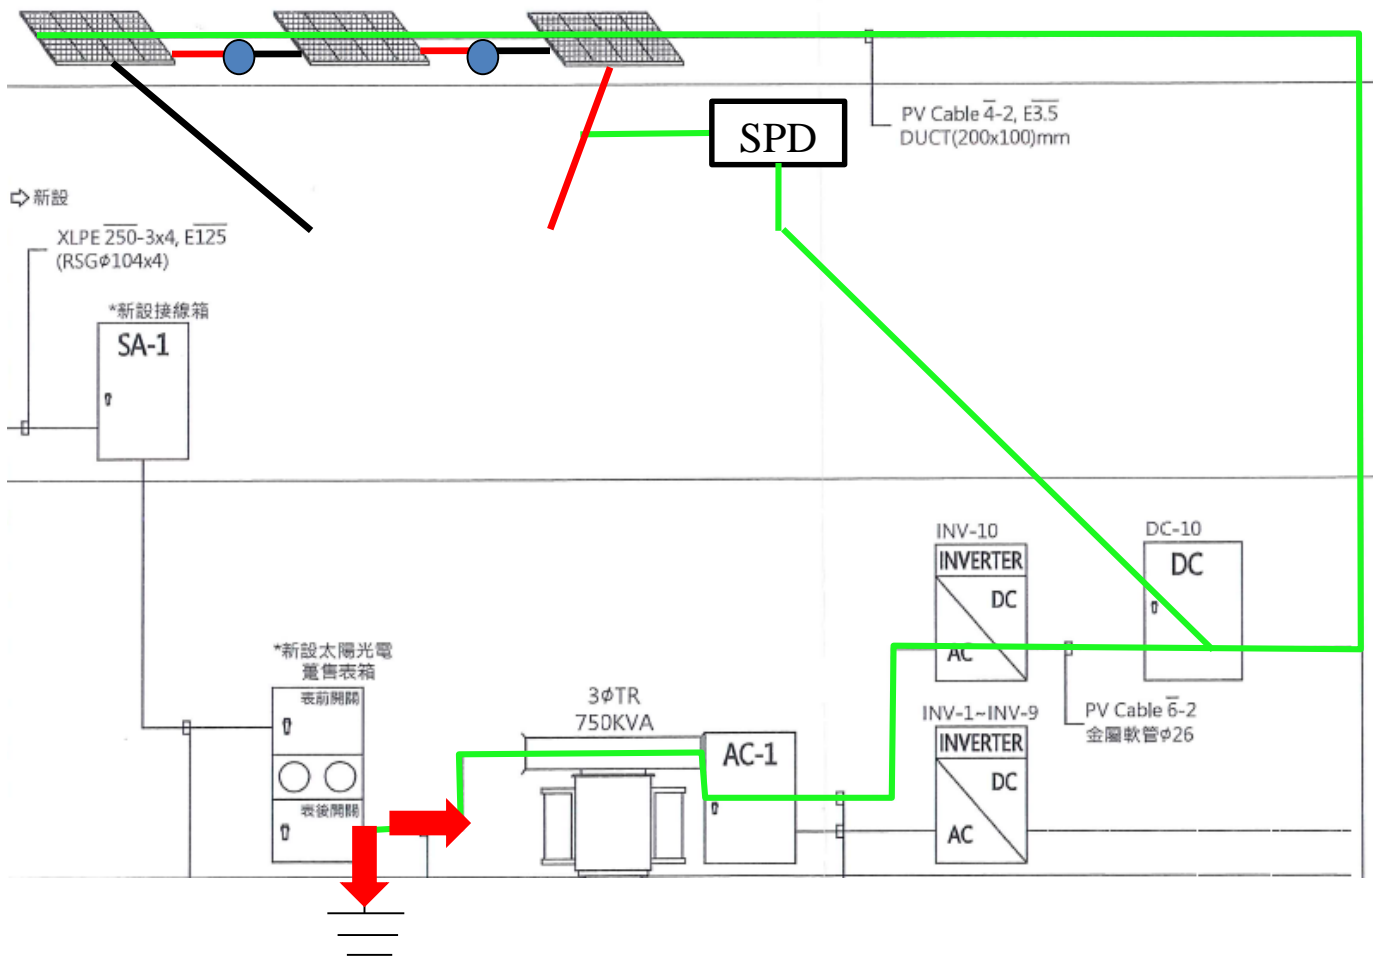 SPD
PV Cable 4-2, E3.5
DUCT(200x100)mm
新設
XLPE 250-3x4, E125
(RSGφ104x4)
*新設接線箱
SA-1
INV-10
INVERTER
DC
AC
DC-10
DC
*新設太陽光電
躉售表箱
表前開關
表後開關
3φTR
750KVA
AC-1
INV-1~INV-9
INVERTER
DC
AC
PV Cable 6-2
金屬軟管φ26